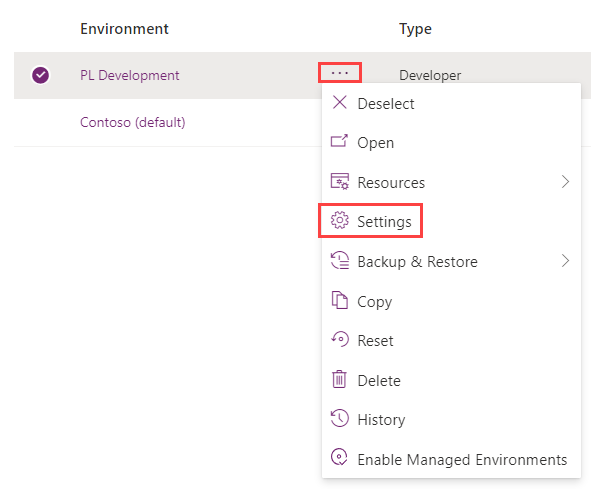 Environment Type
PL Development ··· Developer
Deselect
Contoso (default)
Open
Resources
Settings
Backup & Restore
Copy
Reset
Delete
History
Enable Managed Environments